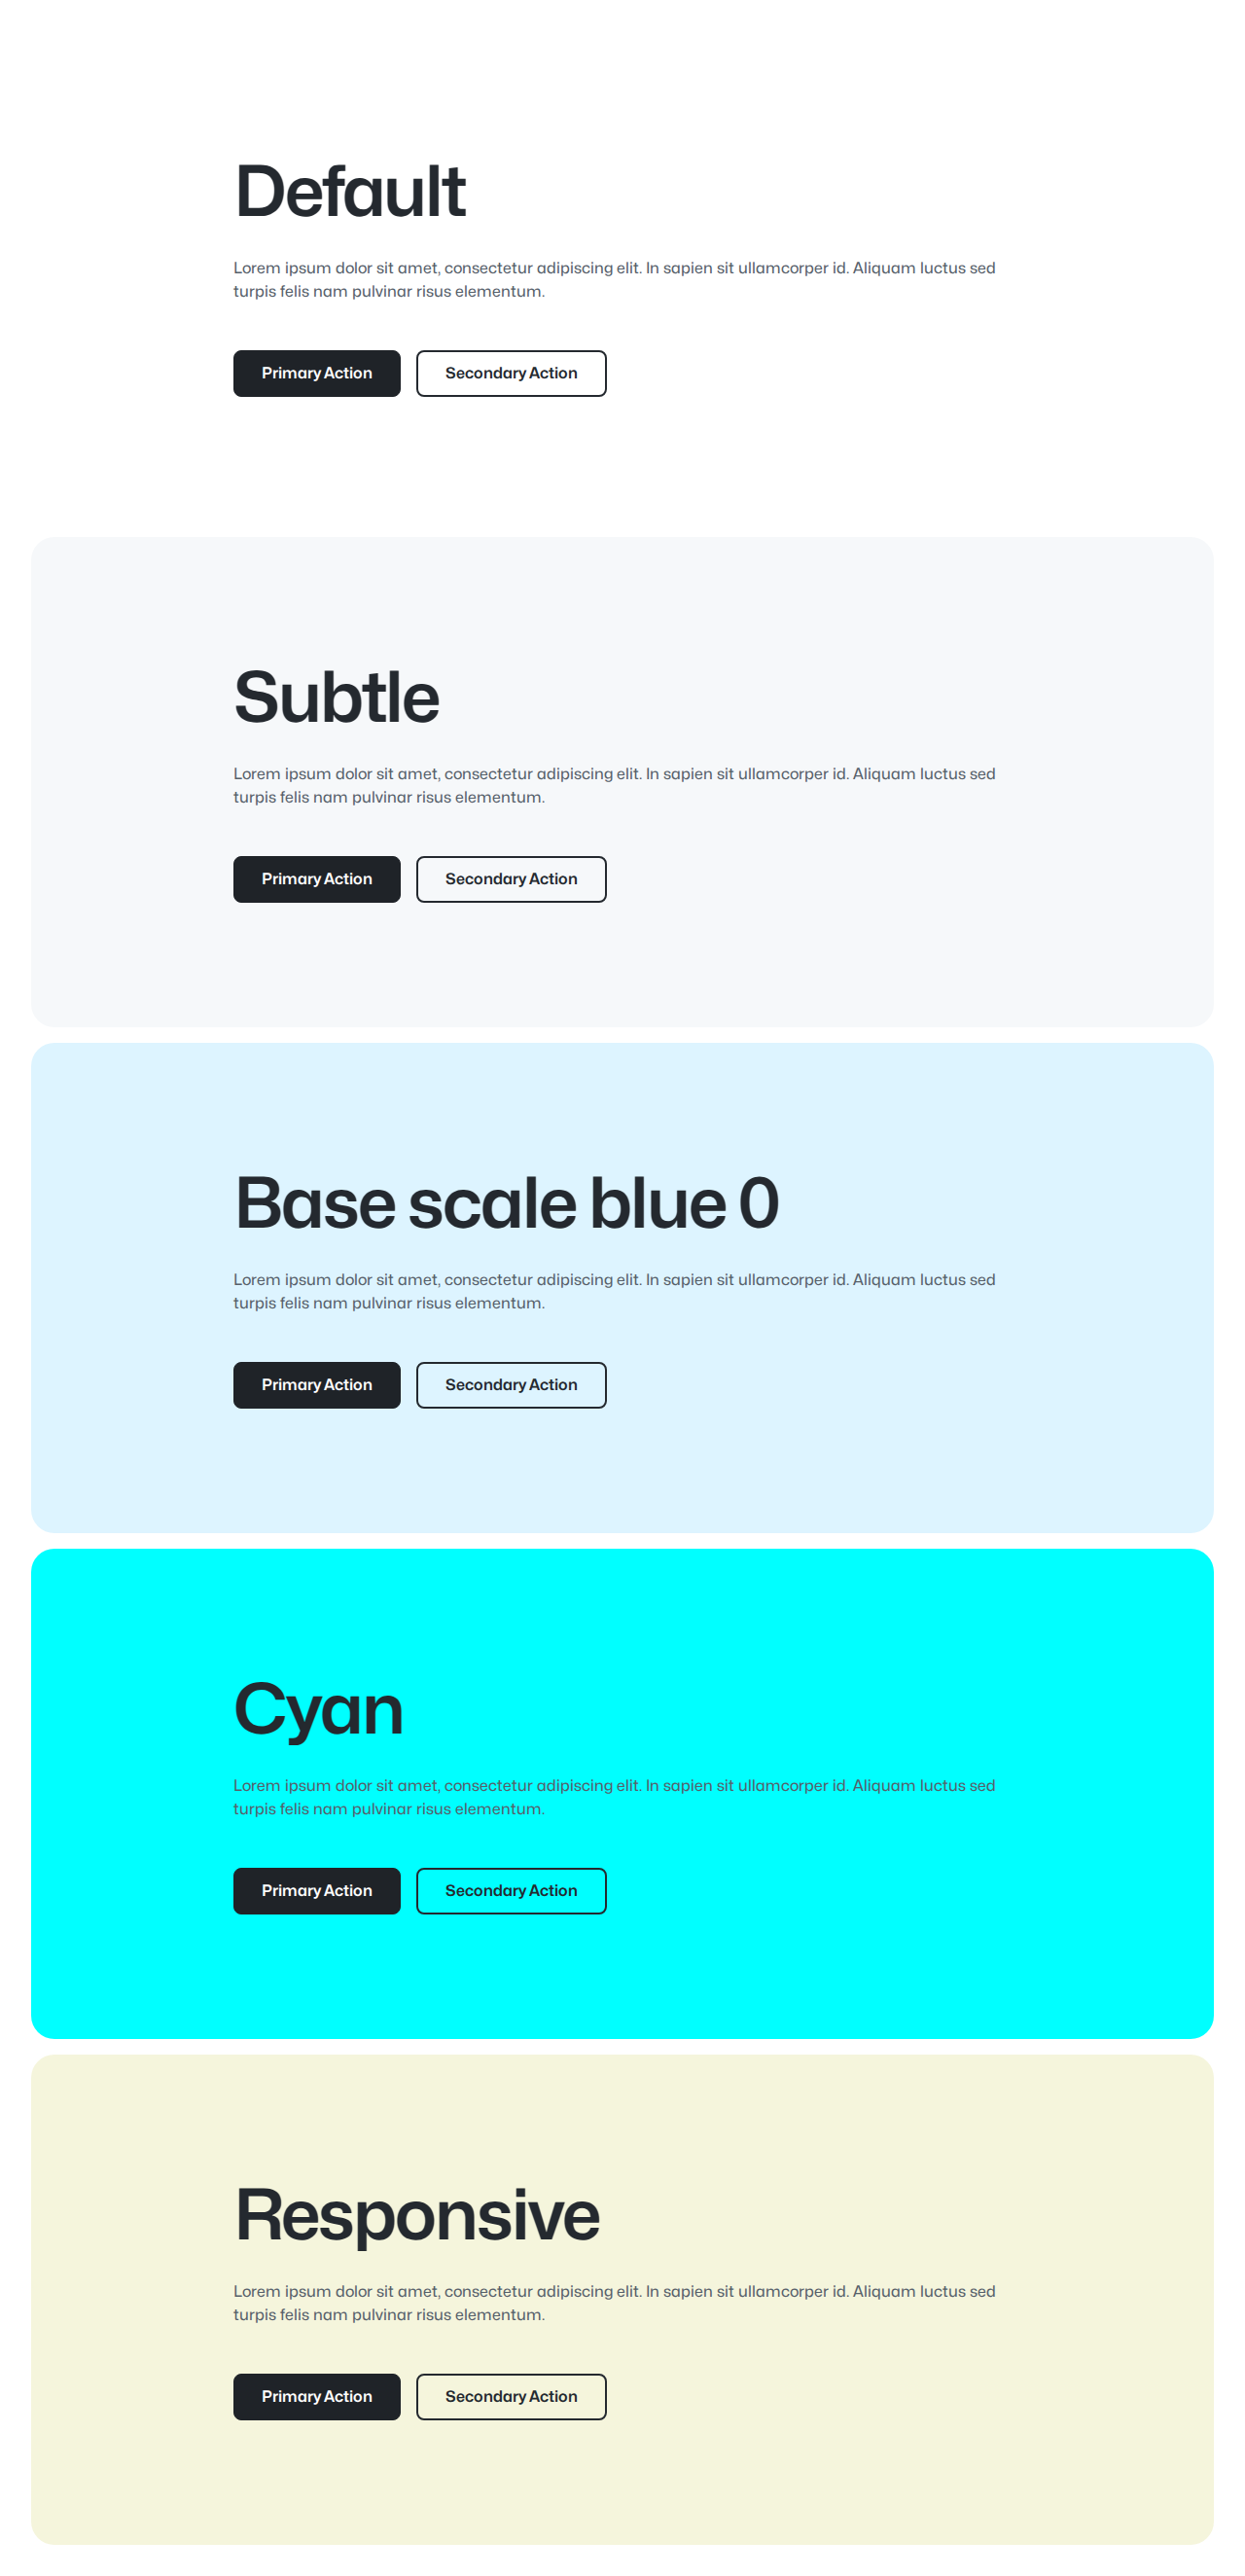 Default
Lorem ipsum dolor sit amet, consectetur adipiscing elit. In sapien sit ullamcorper id. Aliquam luctus sed
turpis felis nam pulvinar risus elementum.
Primary Action Secondary Action
Subtle
Lorem ipsum dolor sit amet, consectetur adipiscing elit. In sapien sit ullamcorper id. Aliquam luctus sed
turpis felis nam pulvinar risus elementum.
Primary Action Secondary Action
Base scale blue 0
Lorem ipsum dolor sit amet, consectetur adipiscing elit. In sapien sit ullamcorper id. Aliquam luctus sed
turpis felis nam pulvinar risus elementum.
Primary Action Secondary Action
Cyan
Lorem ipsum dolor sit amet, consectetur adipiscing elit. In sapien sit ullamcorper id. Aliquam luctus sed
turpis felis nam pulvinar risus elementum.
Primary Action Secondary Action
Responsive
Lorem ipsum dolor sit amet, consectetur adipiscing elit. In sapien sit ullamcorper id. Aliquam luctus sed
turpis felis nam pulvinar risus elementum.
Primary Action Secondary Action